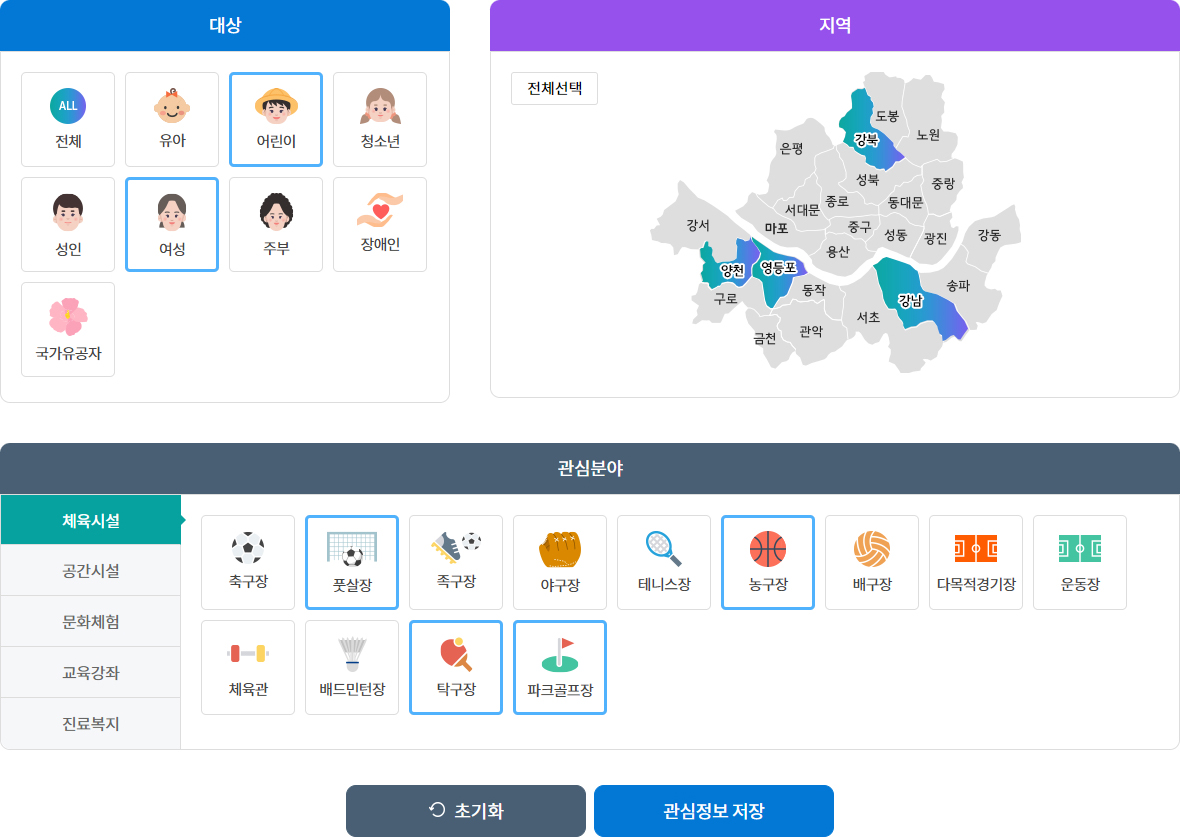 대상
ALL
전체
유아
어린이
청소년
성인
여성
주부
장애인
국가유공자
지역
전체선택
도봉
강북
노원
은평
성북
중랑
종로
서대문
동대문
강서
마포
중구
성동
광진
강동
용산
양천
영등포
구로
동작
강남
송파
서초
금천
관악
관심분야
체육시설
공간시설
문화체험
교육강좌
진료복지
축구장
풋살장
족구장
야구장
테니스장
농구장
배구장
다목적경기장
운동장
체육관
배드민턴장
탁구장
파크골프장
초기화
관심정보 저장